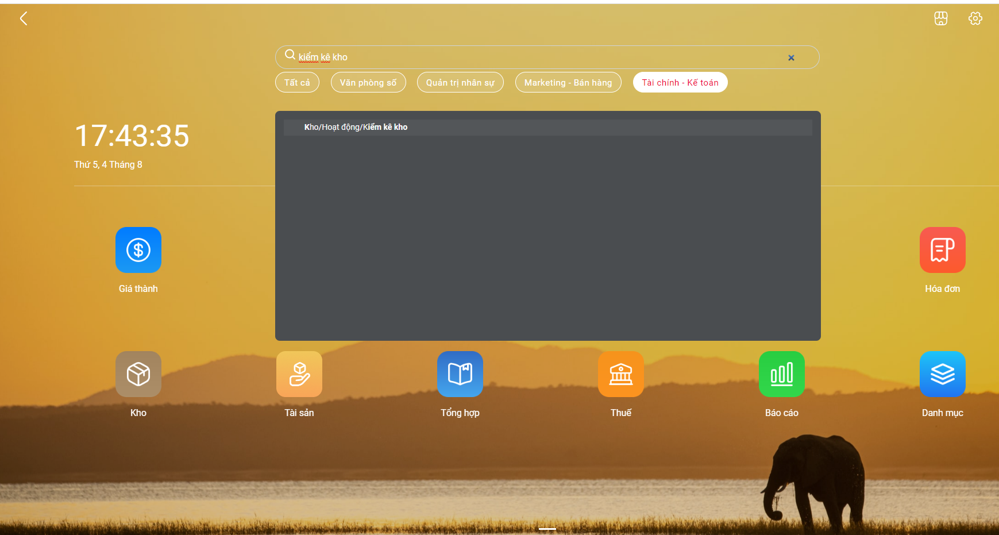 kiểm kê kho
Tất cả
Văn phòng số
Quản trị nhân sự
Marketing - Bán hàng
Tài chính - Kế toán
Kho/Hoạt động/Kiểm kê kho
17:43:35
Thứ 5, 4 Tháng 8
Giá thành
Hóa đơn
Kho
Tài sản
Tổng hợp
Thuế
Báo cáo
Danh mục